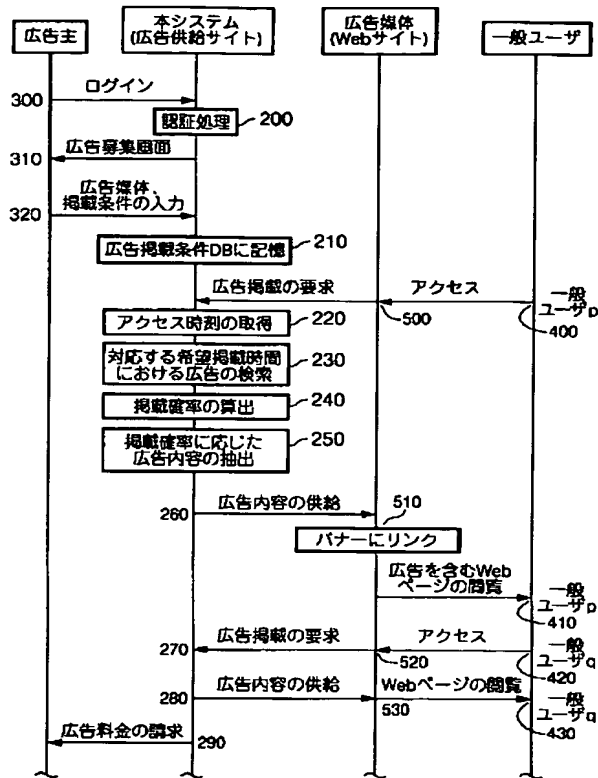 広告主
本システム
(広告供給サイト)
広告媒体
(Webサイト)
一般ユーザ
300
ログイン
認証処理
200
310
広告募集画面
広告媒体、
掲載条件の入力
320
広告掲載条件DBに記憶
210
広告掲載の要求
アクセス
一般
ユーザp
500
400
アクセス時刻の取得
220
対応する希望掲載時間
における広告の検索
230
掲載確率の算出
240
掲載確率に応じた
広告内容の抽出
250
260
広告内容の供給
510
バナーにリンク
広告を含むWeb
ページの閲覧
一般
ユーザp
410
270
広告掲載の要求
アクセス
一般
ユーザq
520
420
280
広告内容の供給
Webページの閲覧
一般
ユーザq
530
430
広告料金の請求
290